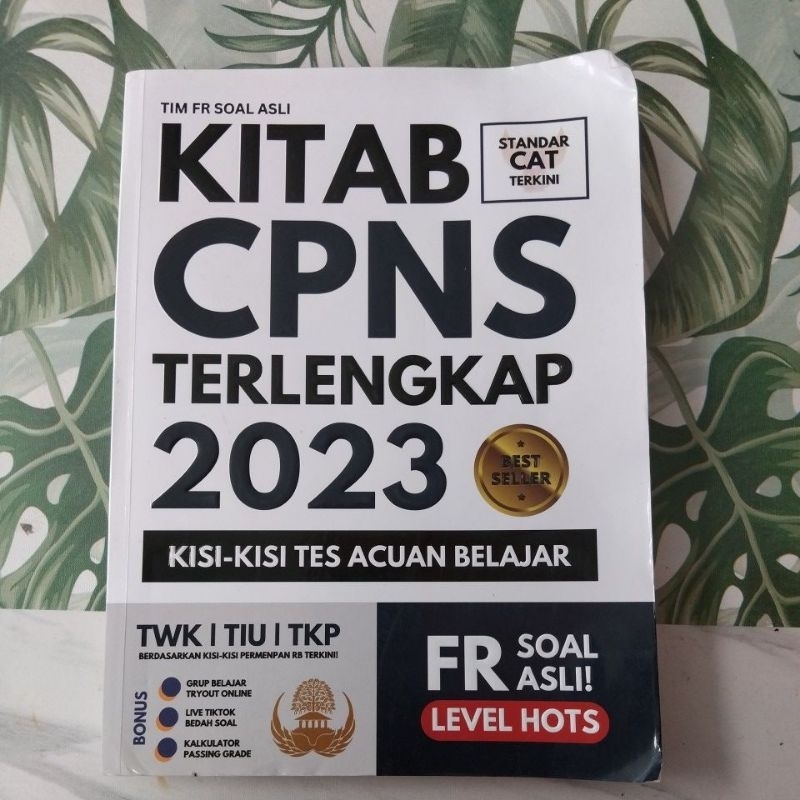 TIM FR SOAL ASLI
KITAB
STANDAR
CAT
TERKINI
CPNS
TERLENGKAP
2023
BEST
SELLER
KISI-KISI TES ACUAN BELAJAR
TWK | TIU | TKP
BERDASARKAN KISI-KISI PERMENPAN RB TERKINI!
BONUS
GRUP BELAJAR
TRYOUT ONLINE
LIVE TIKTOK
BEDAH SOAL
KALKULATOR
PASSING GRADE
FR SOAL
ASLI!
LEVEL HOTS